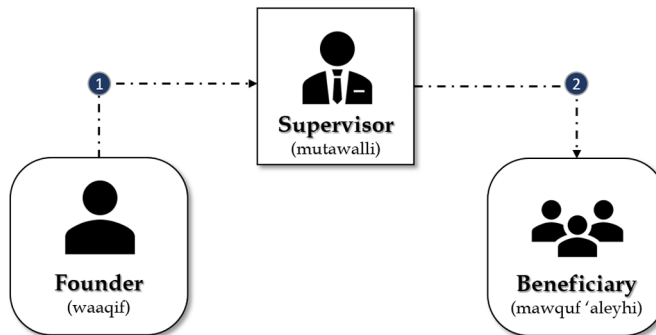 1
2
Supervisor
(mutawalli)
Founder
(waaqif)
Beneficiary
(mawquf ‘aleyhi)